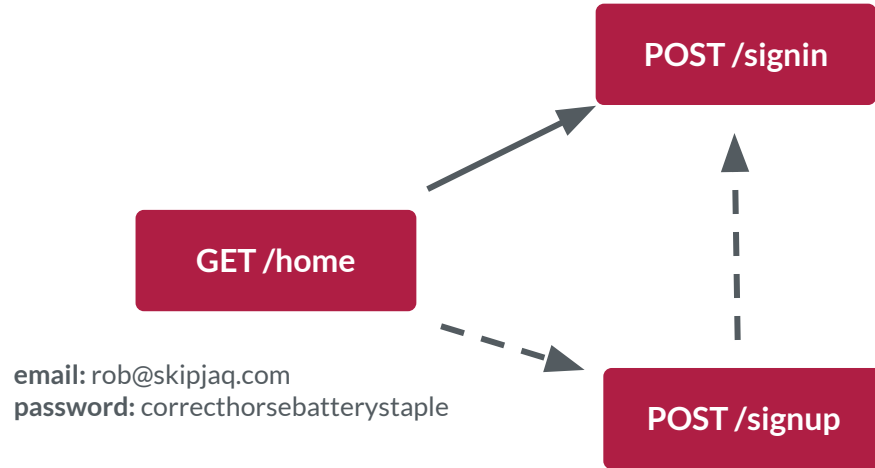 POST /signin
GET /home
email: rob@skipjaq.com
password: correcthorsebatterystaple
POST /signup